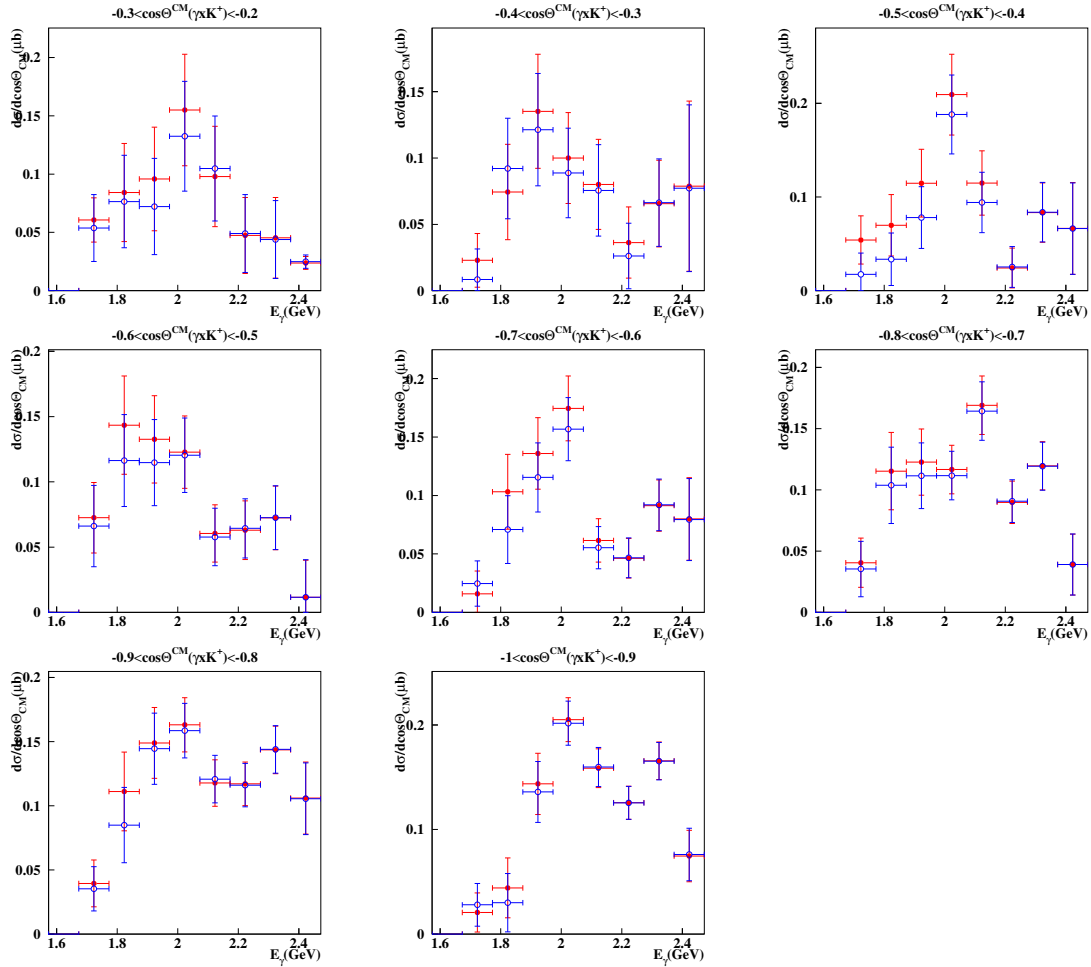 -0.3<cosΘ^CM(γxK⁺)<-0.2
dσ/dcosΘ_CM(μb)
0.2
0.15
0.1
0.05
0
1.6 1.8 2 2.2 2.4
E_γ(GeV)
-0.4<cosΘ^CM(γxK⁺)<-0.3
dσ/dcosΘ_CM(μb)
0.15
0.1
0.05
0
1.6 1.8 2 2.2 2.4
E_γ(GeV)
-0.5<cosΘ^CM(γxK⁺)<-0.4
dσ/dcosΘ_CM(μb)
0.2
0.1
0
1.6 1.8 2 2.2 2.4
E_γ(GeV)
-0.6<cosΘ^CM(γxK⁺)<-0.5
dσ/dcosΘ_CM(μb)
0.2
0.15
0.1
0.05
0
1.6 1.8 2 2.2 2.4
E_γ(GeV)
-0.7<cosΘ^CM(γxK⁺)<-0.6
dσ/dcosΘ_CM(μb)
0.2
0.15
0.1
0.05
0
1.6 1.8 2 2.2 2.4
E_γ(GeV)
-0.8<cosΘ^CM(γxK⁺)<-0.7
dσ/dcosΘ_CM(μb)
0.2
0.15
0.1
0.05
0
1.6 1.8 2 2.2 2.4
E_γ(GeV)
-0.9<cosΘ^CM(γxK⁺)<-0.8
dσ/dcosΘ_CM(μb)
0.2
0.15
0.1
0.05
0
1.6 1.8 2 2.2 2.4
E_γ(GeV)
-1<cosΘ^CM(γxK⁺)<-0.9
dσ/dcosΘ_CM(μb)
0.2
0.1
0
1.6 1.8 2 2.2 2.4
E_γ(GeV)